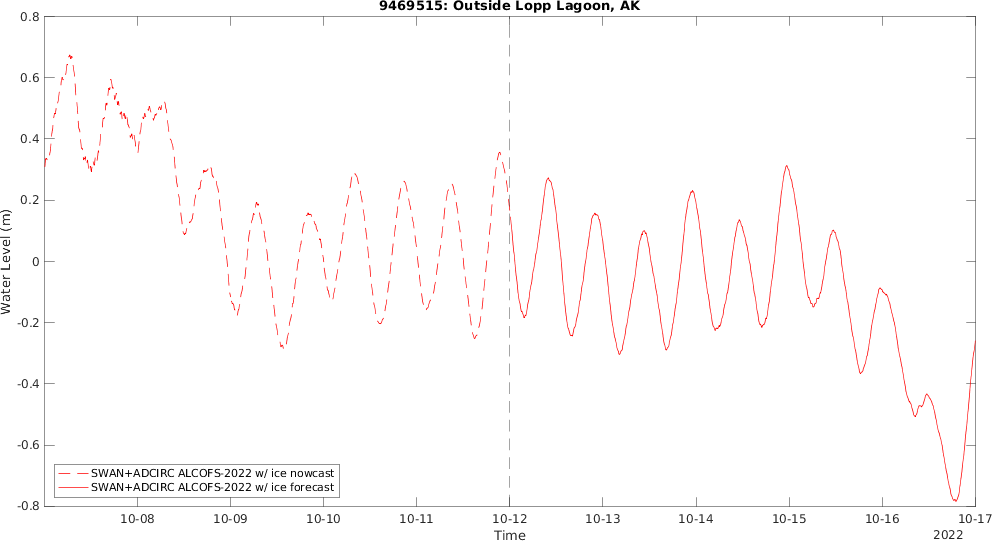 9469515: Outside Lopp Lagoon, AK
0.8
0.6
0.4
0.2
0
-0.2
-0.4
-0.6
-0.8
Water Level (m)
SWAN+ADCIRC ALCOFS-2022 w/ ice nowcast
SWAN+ADCIRC ALCOFS-2022 w/ ice forecast
10-08 10-09 10-10 10-11 10-12 10-13 10-14 10-15 10-16 10-17
Time
2022